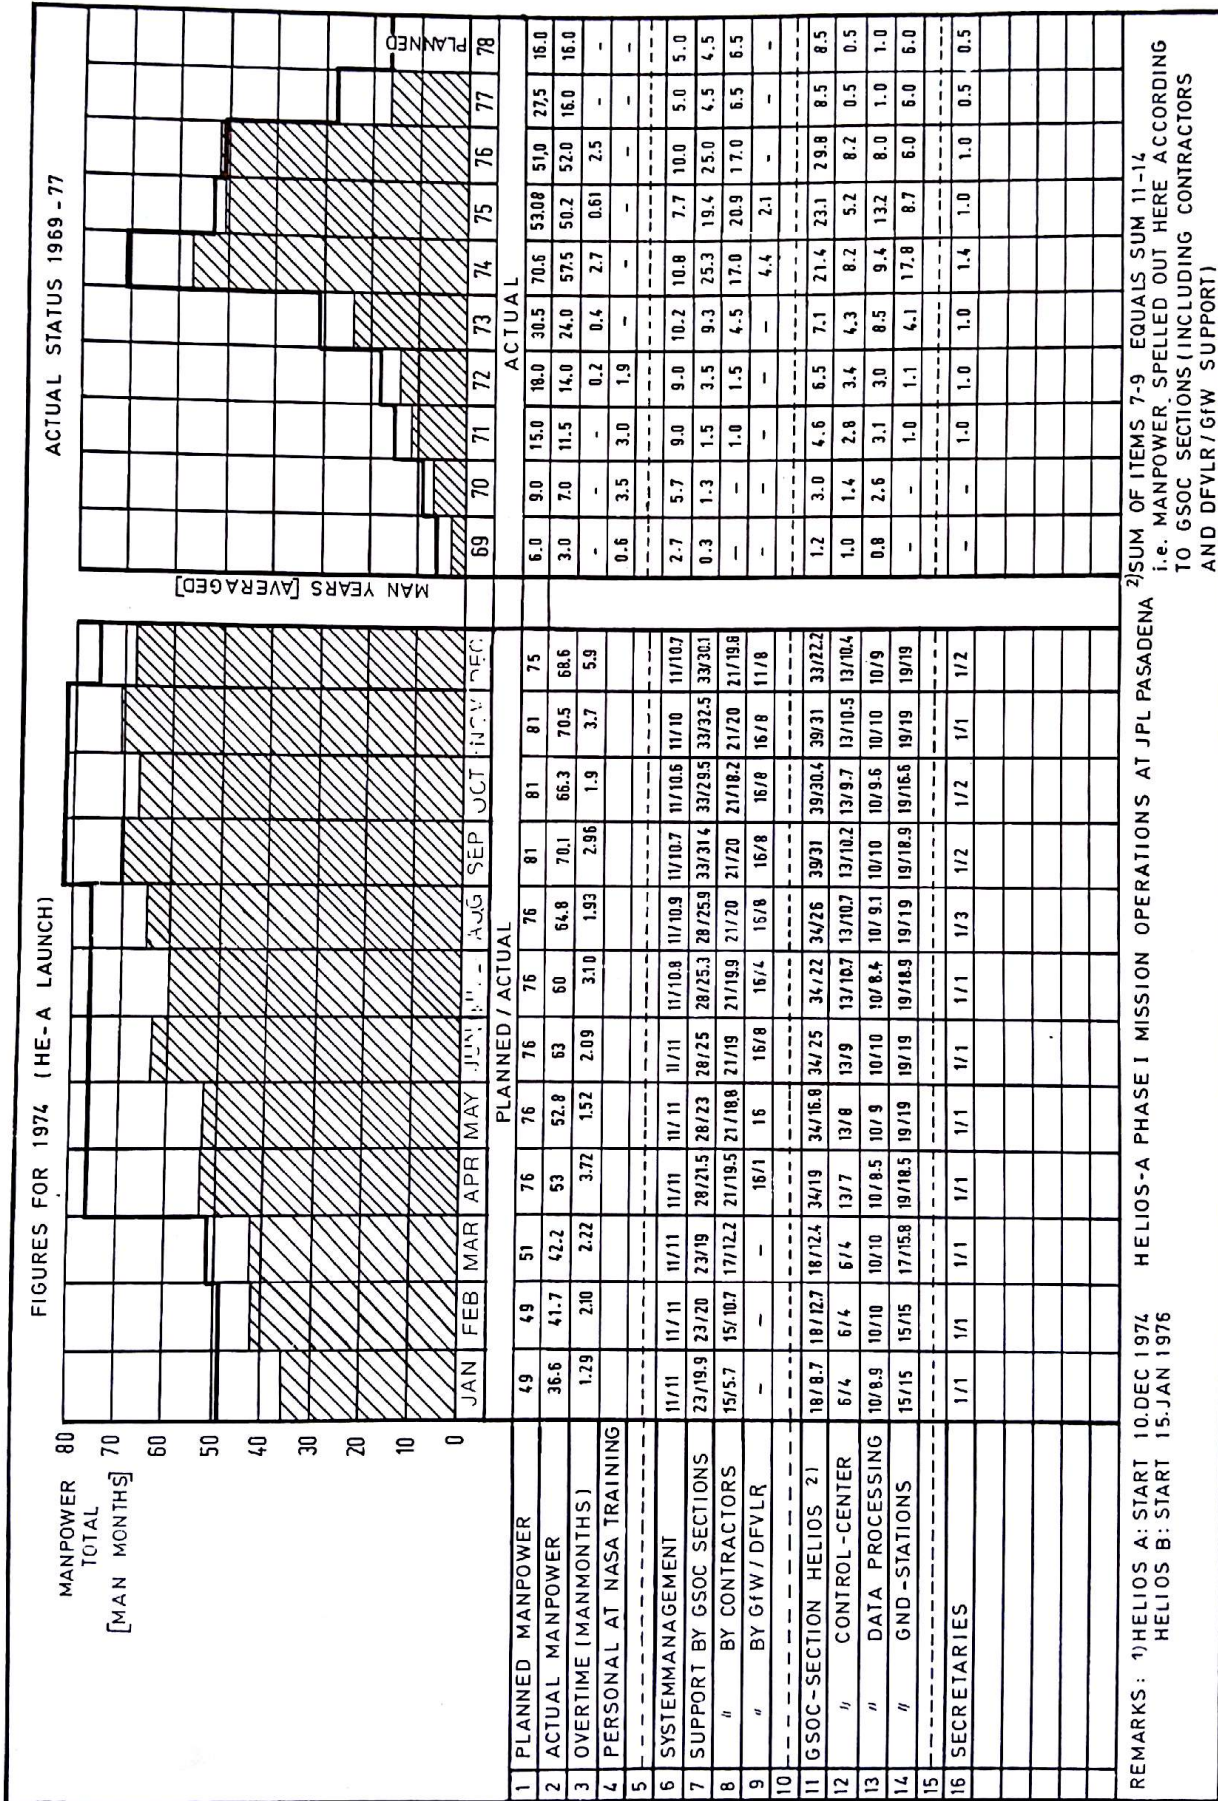 FIGURES FOR 1974 (HE-A LAUNCH)
ACTUAL STATUS 1969-77
MANPOWER
TOTAL
[MAN MONTHS]
80
70
60
50
40
30
20
10
0
MAN YEARS [AVERAGED]
PLANNED
JAN FEB MAR APR MAY AUG SEP OCT NOV DEC
69 70 71 72 73 74 75 76 77 78
PLANNED / ACTUAL
ACTUAL
1 PLANNED MANPOWER 49 49 51 76 76 76 76 76 81 81 81 75 6.0 9.0 15.0 18.0 30.5 70.6 53.08 51,0 27,5 16.0
2 ACTUAL MANPOWER 36.6 41.7 42.2 53 52.8 63 60 64.8 70.1 66.3 70.5 68.6 3.0 7.0 11.5 14.0 24.0 57.5 50.2 52.0 16.0 16.0
3 OVERTIME (MANMONTHS) 1.29 2.10 2.22 3.72 1.52 2.09 3.10 1.93 2.96 1.9 3.7 5.9 - - - 0.2 0.4 2.7 0.61 2.5 - -
4 PERSONAL AT NASA TRAINING 0.6 3.5 3.0 1.9 - - - - - -
5
6 SYSTEMMANAGEMENT 11/11 11/11 11/11 11/11 11/11 11/11 11/10.8 11/10.9 11/10.7 11/10.6 11/10 11/10.7 2.7 5.7 9.0 9.0 10.2 10.8 7.7 10.0 5.0 5.0
7 SUPPORT BY GSOC SECTIONS 23/19.9 23/20 23/19 28/21.5 28/23 28/25 28/25.3 28/25.9 33/31.4 33/29.5 33/32.5 33/30.1 0.3 1.3 1.5 3.5 9.3 25.3 19.4 25.0 4.5 4.5
8 " BY CONTRACTORS 15/5.7 15/10.7 17/12.2 21/19.5 21/18,8 21/19 21/19.9 21/20 21/20 21/18.2 21/20 21/19.8 - - 1.0 1.5 4.5 17.0 20.9 17.0 6.5 6.5
9 " BY GfW/DFVLR - - - 16/1 16 16/8 16/4 16/8 16/8 16/8 16/8 11/8 - - - - - 4.4 2.1 - - -
10
11 GSOC-SECTION HELIOS 2) 18/8.7 18/12.7 18/12.4 34/19 34/16.8 34/25 34/22 34/26 39/31 39/30.4 39/31 33/22.2 1.2 3.0 4.6 6.5 7.1 21.4 23.1 29.8 8.5 8.5
12 " CONTROL-CENTER 6/4 6/4 6/4 13/7 13/8 13/9 13/10.7 13/10.7 13/10.2 13/9.7 13/10.5 13/10.4 1.0 1.4 2.8 3.4 4.3 8.2 5.2 8.2 0.5 0.5
13 " DATA PROCESSING 10/8.9 10/10 10/10 10/8.5 10/9 10/10 10/8.4 10/9.1 10/10 10/9.6 10/10 10/9 0.8 2.6 3.1 3.0 8.5 9.4 13.2 8.0 1.0 1.0
14 " GND-STATIONS 15/15 15/15 17/15.8 19/18.5 19/19 19/19 19/18.9 19/19 19/18.9 19/16.6 19/19 19/19 - - 1.0 1.1 4.1 17.8 8.7 6.0 6.0 6.0
15
16 SECRETARIES 1/1 1/1 1/1 1/1 1/1 1/1 1/1 1/3 1/2 1/2 1/1 1/2 - - 1.0 1.0 1.0 1.4 1.0 1.0 0.5 0.5
REMARKS: 1)HELIOS A: START 10.DEC 1974 HELIOS-A PHASE I MISSION OPERATIONS AT JPL PASADENA
HELIOS B: START 15.JAN 1976
2)SUM OF ITEMS 7-9 EQUALS SUM 11-14
i.e. MANPOWER SPELLED OUT HERE ACCORDING
TO GSOC SECTIONS (INCLUDING CONTRACTORS
AND DFVLR/GfW SUPPORT)